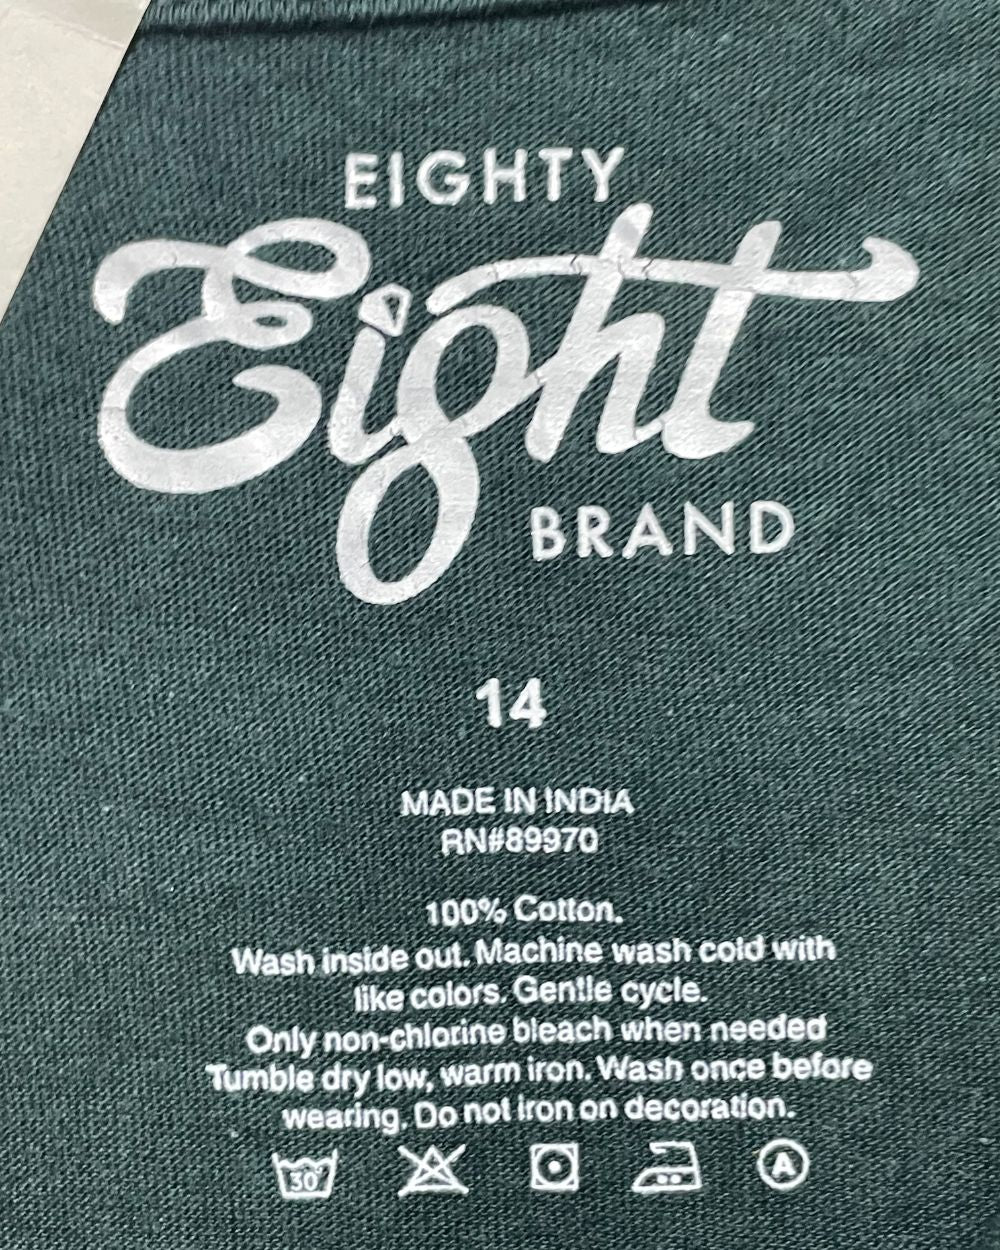 EIGHTY
Eight
BRAND
14
MADE IN INDIA
RN#89970
100% Cotton.
Wash inside out. Machine wash cold with
like colors. Gentle cycle.
Only non-chlorine bleach when needed
Tumble dry low, warm iron. Wash once before
wearing, Do not iron on decoration.
30° A